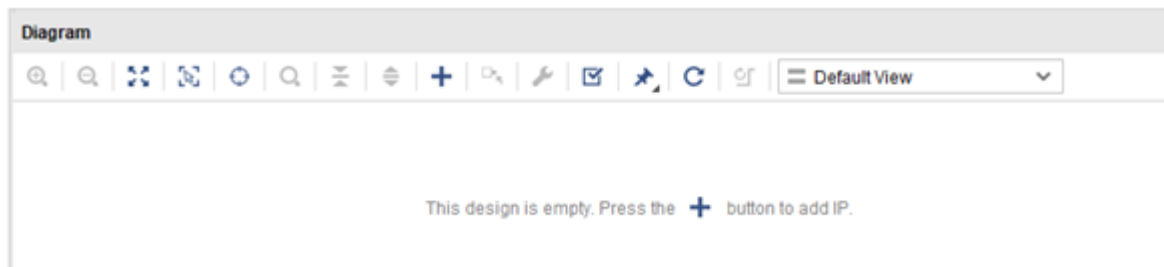 Diagram
Default View
This design is empty. Press the + button to add IP.